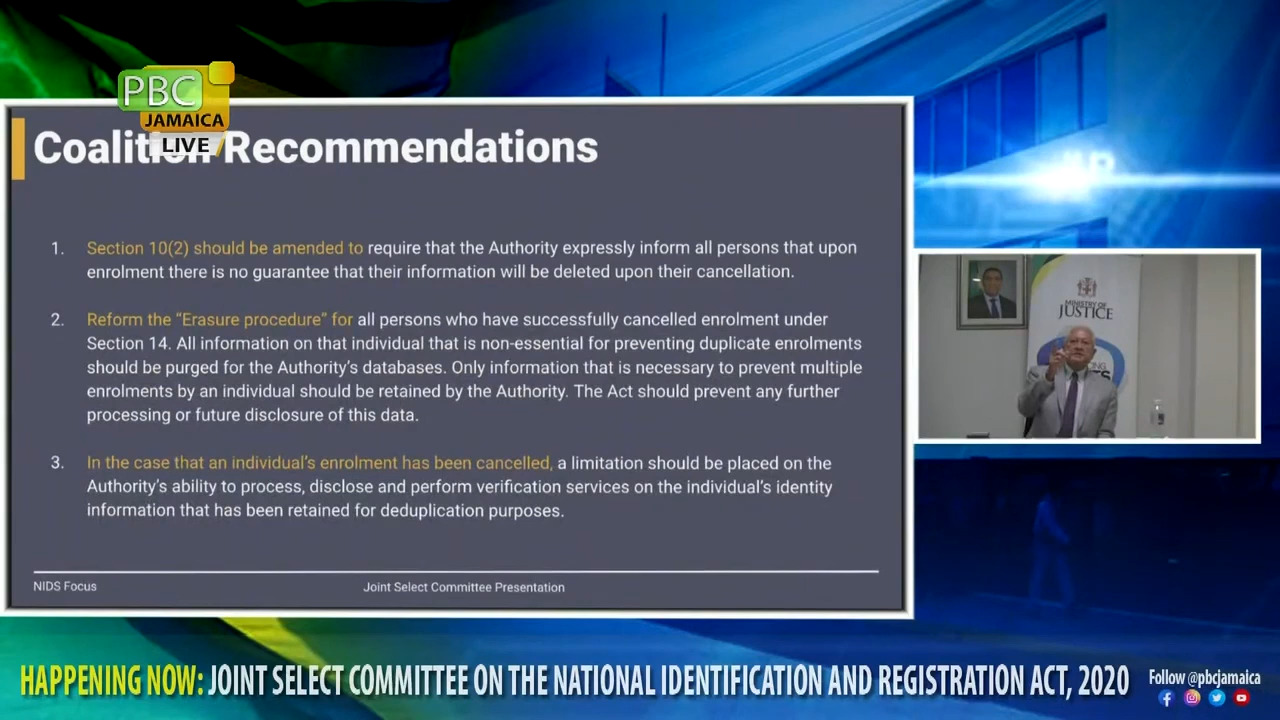 PBC
JAMAICA
LIVE
Coalition Recommendations
1. Section 10(2) should be amended to require that the Authority expressly inform all persons that upon
enrolment there is no guarantee that their information will be deleted upon their cancellation.
2. Reform the “Erasure procedure” for all persons who have successfully cancelled enrolment under
Section 14. All information on that individual that is non-essential for preventing duplicate enrolments
should be purged for the Authority’s databases. Only information that is necessary to prevent multiple
enrolments by an individual should be retained by the Authority. The Act should prevent any further
processing or future disclosure of this data.
3. In the case that an individual’s enrolment has been cancelled, a limitation should be placed on the
Authority’s ability to process, disclose and perform verification services on the individual’s identity
information that has been retained for deduplication purposes.
NIDS Focus
Joint Select Committee Presentation
MINISTRY OF
JUSTICE
HAPPENING NOW: JOINT SELECT COMMITTEE ON THE NATIONAL IDENTIFICATION AND REGISTRATION ACT, 2020
Follow @pbcjamaica